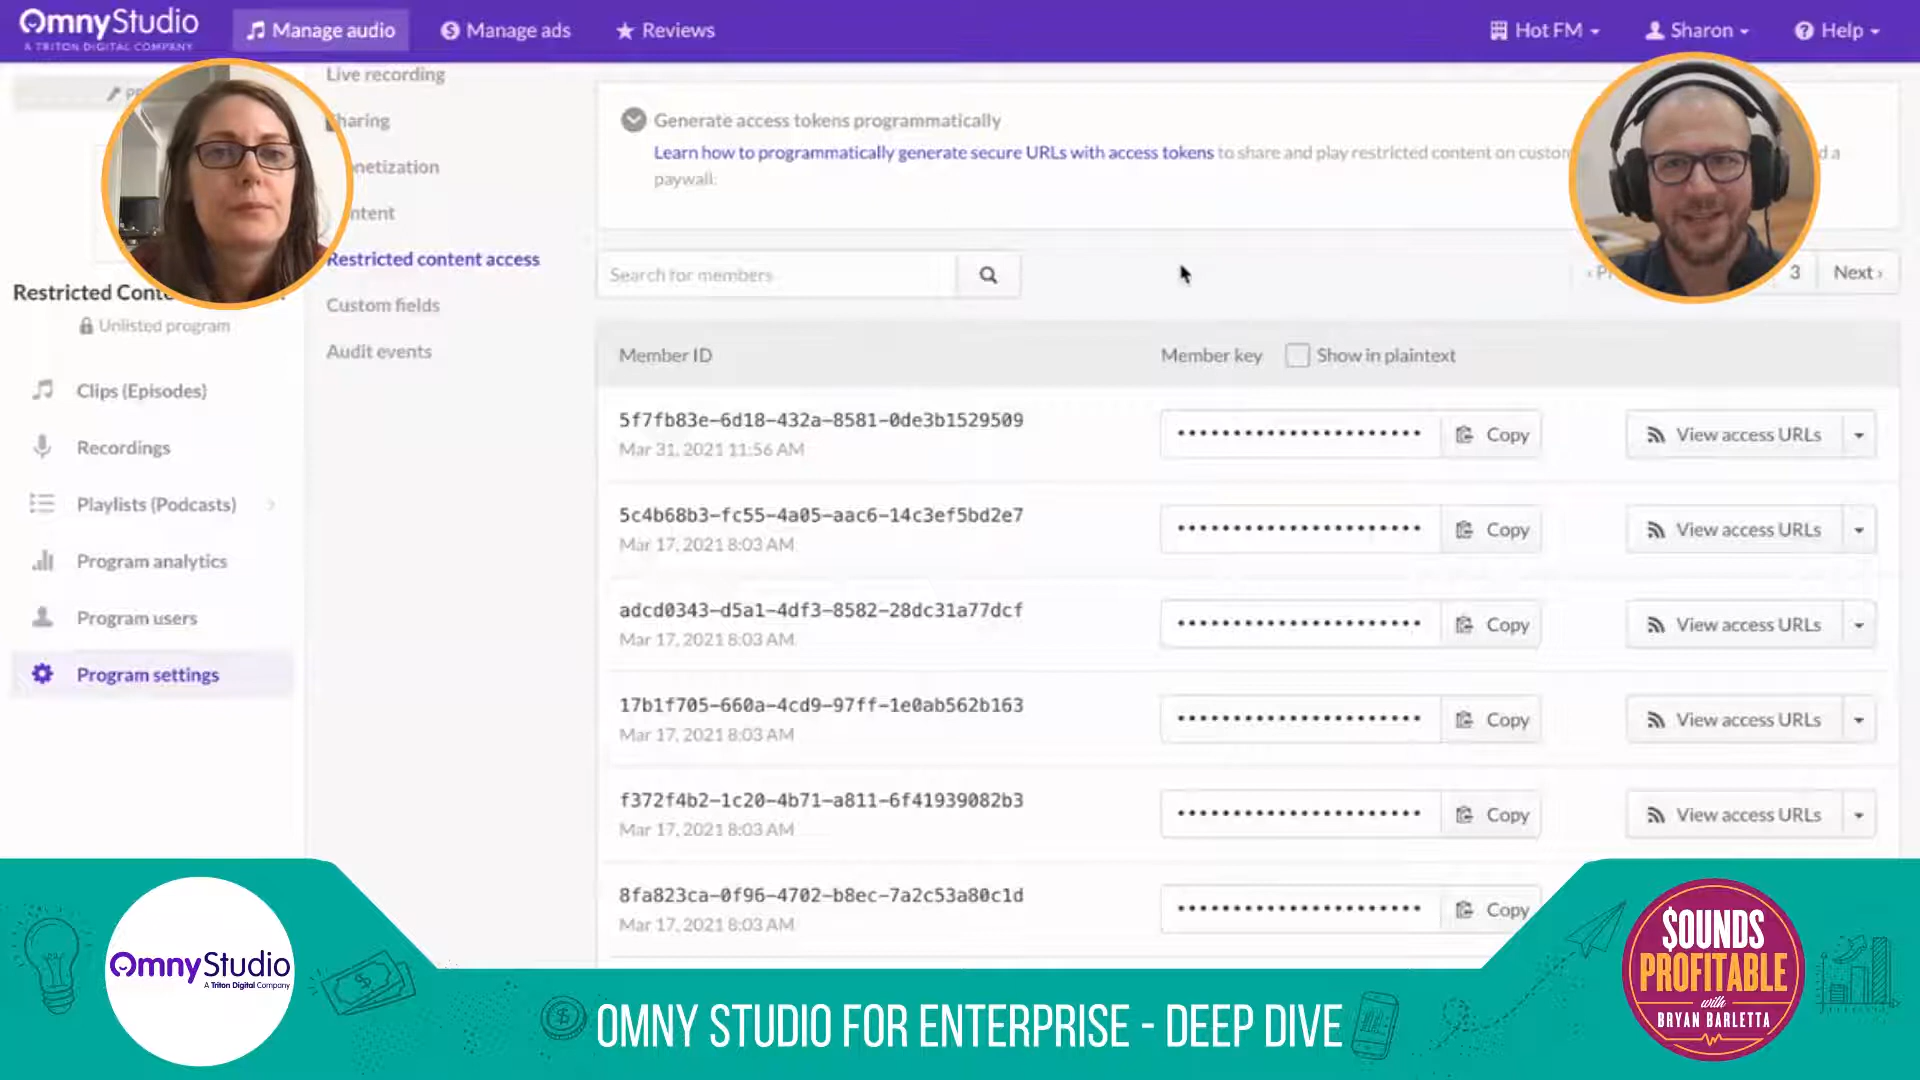 OmnyStudio
A TRITON DIGITAL COMPANY
Manage audio
Manage ads
Reviews
Hot FM
Sharon
Help
Live recording
Sharing
Monetization
Content
Restricted content access
Custom fields
Audit events
Restricted
Unlisted program
Clips (Episodes)
Recordings
Playlists (Podcasts)
Program analytics
Program users
Program settings
Generate access tokens programmatically
Learn how to programmatically generate secure URLs with access tokens to share and play restricted content on
paywall.
Search for members
3
Next ›
Member ID
Member key
Show in plaintext
5f7fb83e-6d18-432a-8581-0de3b1529509
Mar 31, 2021 11:56 AM
Copy
View access URLs
5c4b68b3-fc55-4a05-aac6-14c3ef5bd2e7
Mar 17, 2021 8:03 AM
Copy
View access URLs
adcd0343-d5a1-4df3-8582-28dc31a77dcf
Mar 17, 2021 8:03 AM
Copy
View access URLs
17b1f705-660a-4cd9-97ff-1e0ab562b163
Mar 17, 2021 8:03 AM
Copy
View access URLs
f372f4b2-1c20-4b71-a811-6f41939082b3
Mar 17, 2021 8:03 AM
Copy
View access URLs
8fa823ca-0f96-4702-b8ec-7a2c53a80c1d
Mar 17, 2021 8:03 AM
Copy
OmnyStudio
A Triton Digital Company
OMNY STUDIO FOR ENTERPRISE - DEEP DIVE
$OUNDS
PROFITABLE
with
BRYAN BARLETTA